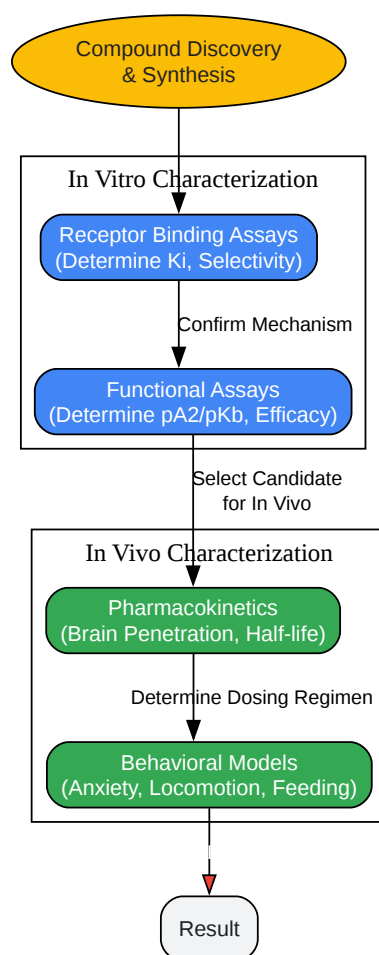 Compound Discovery
& Synthesis
In Vitro Characterization
Receptor Binding Assays
(Determine Ki, Selectivity)
Confirm Mechanism
Functional Assays
(Determine pA2/pKb, Efficacy)
Select Candidate
for In Vivo
In Vivo Characterization
Pharmacokinetics
(Brain Penetration, Half-life)
Determine Dosing Regimen
Behavioral Models
(Anxiety, Locomotion, Feeding)
Result